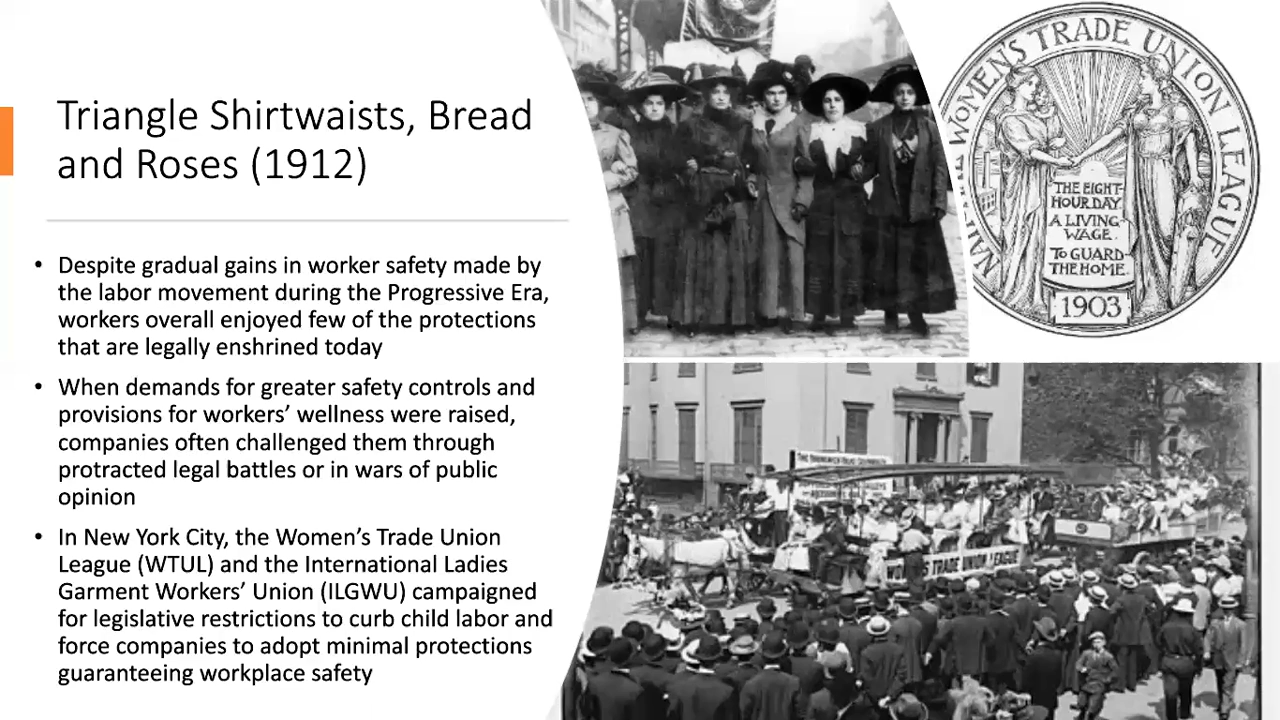 Triangle Shirtwaists, Bread
and Roses (1912)
• Despite gradual gains in worker safety made by
the labor movement during the Progressive Era,
workers overall enjoyed few of the protections
that are legally enshrined today
• When demands for greater safety controls and
provisions for workers’ wellness were raised,
companies often challenged them through
protracted legal battles or in wars of public
opinion
• In New York City, the Women’s Trade Union
League (WTUL) and the International Ladies
Garment Workers’ Union (ILGWU) campaigned
for legislative restrictions to curb child labor and
force companies to adopt minimal protections
guaranteeing workplace safety
WOMEN'S TRADE UNION LEAGUE
THE EIGHT-
HOUR DAY
A LIVING
WAGE.
TO GUARD
THE HOME.
1903
TRADE UNION LEAGUE